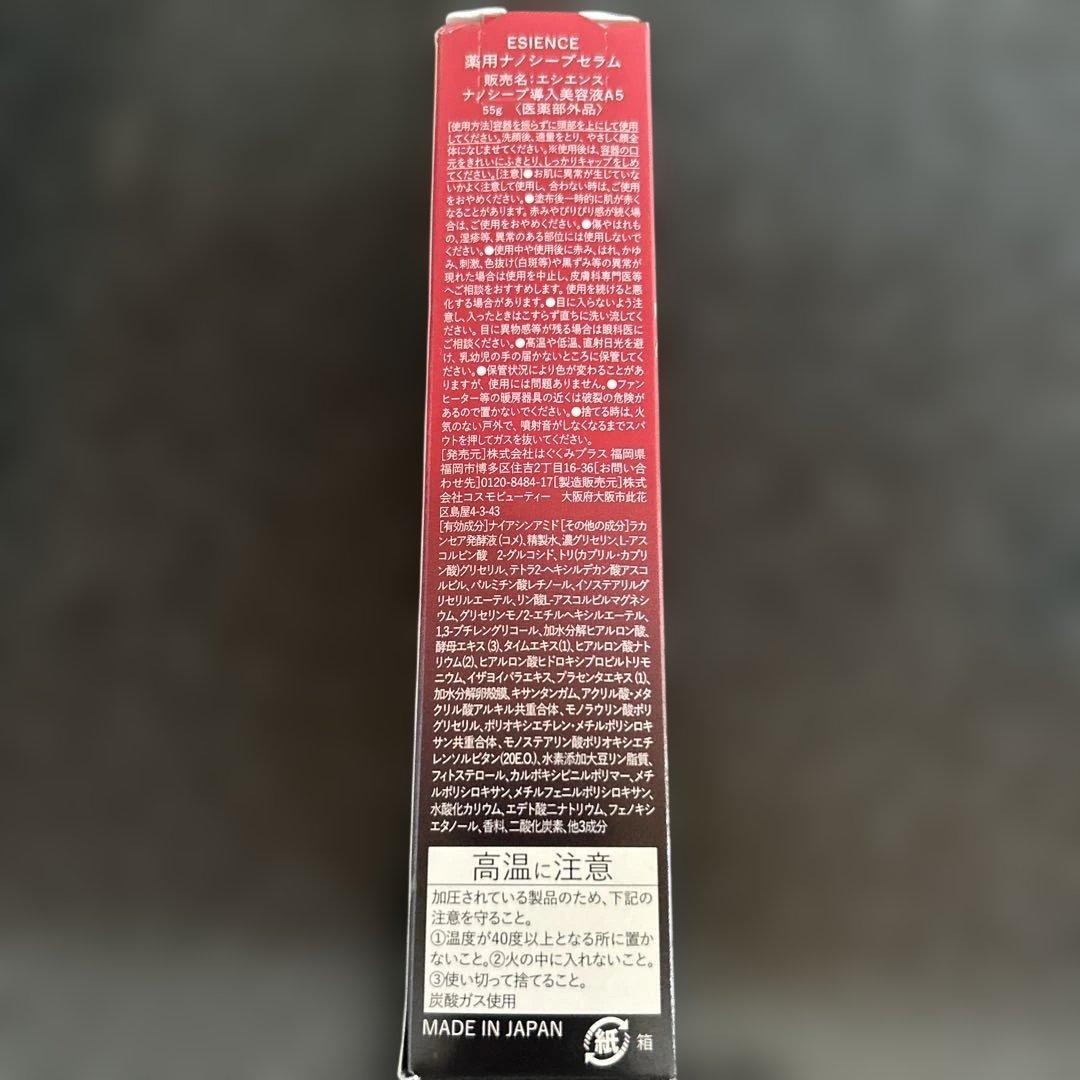 ESIENCE
薬用ナノシーブセラム
販売名:エシエンス
ナノシーブ導入美容液A5
55g 〈医薬部外品〉
[使用方法]容器を振らずに頭部を上にして使用
してください。洗顔後、適量をとり、やさしく顔全
体になじませてください。※使用後は、容器の口
元をきれいにふきとり、しっかりキャップをしめ
てください。[注意]●お肌に異常が生じていな
いかよく注意して使用し、合わない時は、ご使用
をおやめください。●塗布後一時的に肌が赤く
なることがあります。赤みやぴりぴり感が続く場
合は、ご使用をおやめください。●傷やはれも
の、湿疹等、異常のある部位には使用しないで
ください。●使用中や使用後に赤み、はれ、かゆ
み、刺激、色抜け(白斑等)や黒ずみ等の異常が
現れた場合は使用を中止し、皮膚科専門医等
へご相談をおすすめします。使用を続けると悪
化する場合があります。●目に入らないよう注
意し、入ったときはこすらず直ちに洗い流してく
ださい。目に異物感等が残る場合は眼科医に
ご相談ください。●高温や低温、直射日光を避
け、乳幼児の手の届かないところに保管してく
ださい。●保管状況により色が変わることがあ
りますが、使用には問題ありません。●ファン
ヒーター等の暖房器具の近くは破裂の危険が
あるので置かないでください。●捨てる時は、火
気のない戸外で、噴射音がしなくなるまでスパ
ウトを押してガスを抜いてください。
[発売元]株式会社はぐくみプラス 福岡県
福岡市博多区住吉2丁目16-36[お問い合
わせ先]0120-8484-17[製造販売元]株式
会社コスモビューティー 大阪府大阪市此花
区島屋4-3-43
[有効成分]ナイアシンアミド[その他の成分]ラカ
ンセア発酵液(コメ)、精製水、濃グリセリン、L-アス
コルビン酸 2-グルコシド、トリ(カプリル・カプリ
ン酸)グリセリル、テトラ2-ヘキシルデカン酸アスコ
ルビル、パルミチン酸レチノール、イソステアリルグ
リセリルエーテル、リン酸L-アスコルビルマグネシ
ウム、グリセリンモノ2-エチルヘキシルエーテル、
1,3-ブチレングリコール、加水分解ヒアルロン酸、
酵母エキス(3)、タイムエキス(1)、ヒアルロン酸ナト
リウム(2)、ヒアルロン酸ヒドロキシプロピルトリモ
ニウム、イザヨイバラエキス、プラセンタエキス(1)、
加水分解卵殻膜、キサンタンガム、アクリル酸・メタ
クリル酸アルキル共重合体、モノラウリン酸ポリ
グリセリル、ポリオキシエチレン・メチルポリシロキ
サン共重合体、モノステアリン酸ポリオキシエチ
レンソルビタン(20E.O.)、水素添加大豆リン脂質、
フィトステロール、カルボキシビニルポリマー、メチ
ルポリシロキサン、メチルフェニルポリシロキサン、
水酸化カリウム、エデト酸二ナトリウム、フェノキシ
エタノール、香料、二酸化炭素、他3成分
高温に注意
加圧されている製品のため、下記の
注意を守ること。
①温度が40度以上となる所に置か
ないこと。②火の中に入れないこと。
③使い切って捨てること。
炭酸ガス使用
MADE IN JAPAN
紙 箱